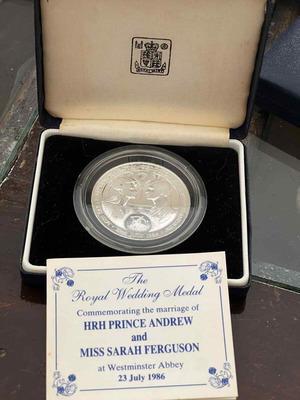 The
Royal Wedding Medal
Commemorating the marriage of
HRH PRINCE ANDREW
and
MISS SARAH FERGUSON
at Westminster Abbey
23 July 1986